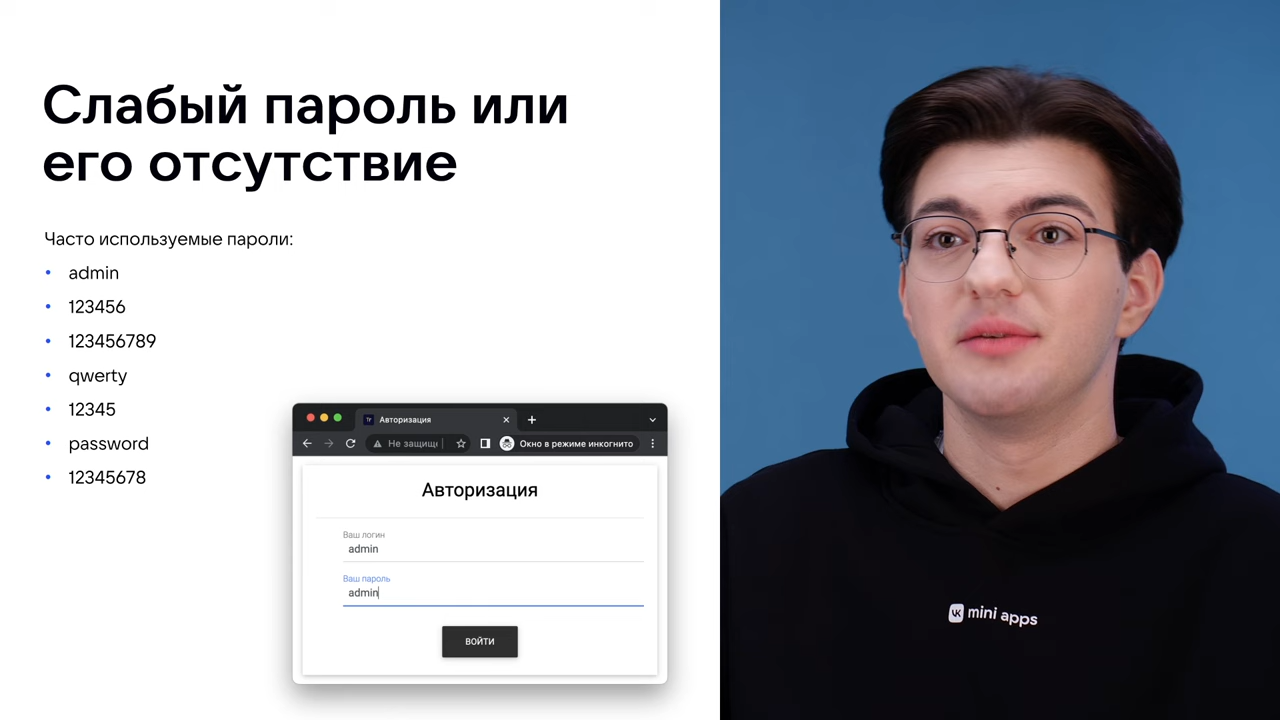 Слабый пароль или
его отсутствие
Часто используемые пароли:
• admin
• 123456
• 123456789
• qwerty
• 12345
• password
• 12345678
Авторизация
Не защищ
Окно в режиме инкогнито
Авторизация
Ваш логин
admin
Ваш пароль
admin
ВОЙТИ
VK mini apps